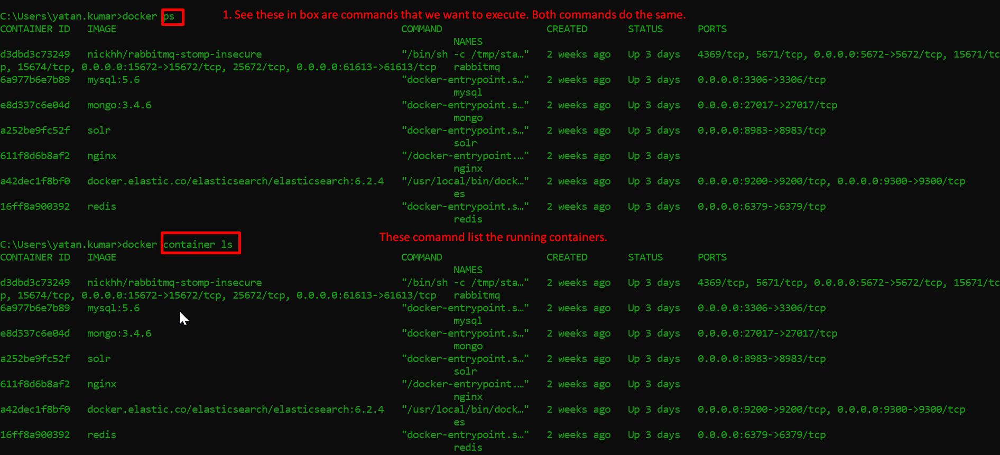 C:\Users\yatan.kumar>docker ps 1. See these in box are commands that we want to execute. Both commands do the same.
CONTAINER ID IMAGE COMMAND CREATED STATUS PORTS
NAMES
d3dbd3c73249 nickhh/rabbitmq-stomp-insecure "/bin/sh -c /tmp/sta…" 2 weeks ago Up 3 days 4369/tcp, 5671/tcp, 0.0.0.0:5672->5672/tcp, 15671/tc
p, 15674/tcp, 0.0.0.0:15672->15672/tcp, 25672/tcp, 0.0.0.0:61613->61613/tcp rabbitmq
6a977b6e7b89 mysql:5.6 "docker-entrypoint.s…" 2 weeks ago Up 3 days 0.0.0.0:3306->3306/tcp
mysql
e8d337c6e04d mongo:3.4.6 "docker-entrypoint.s…" 2 weeks ago Up 3 days 0.0.0.0:27017->27017/tcp
mongo
a252be9fc52f solr "docker-entrypoint.s…" 2 weeks ago Up 3 days 0.0.0.0:8983->8983/tcp
solr
611f8d6b8af2 nginx "/docker-entrypoint.…" 2 weeks ago Up 3 days
nginx
a42dec1f8bf0 docker.elastic.co/elasticsearch/elasticsearch:6.2.4 "/usr/local/bin/dock…" 2 weeks ago Up 3 days 0.0.0.0:9200->9200/tcp, 0.0.0.0:9300->9300/tcp
es
16ff8a900392 redis "docker-entrypoint.s…" 2 weeks ago Up 3 days 0.0.0.0:6379->6379/tcp
redis
These comamnd list the running containers.
C:\Users\yatan.kumar>docker container ls
CONTAINER ID IMAGE COMMAND CREATED STATUS PORTS
NAMES
d3dbd3c73249 nickhh/rabbitmq-stomp-insecure "/bin/sh -c /tmp/sta…" 2 weeks ago Up 3 days 4369/tcp, 5671/tcp, 0.0.0.0:5672->5672/tcp, 15671/tc
p, 15674/tcp, 0.0.0.0:15672->15672/tcp, 25672/tcp, 0.0.0.0:61613->61613/tcp rabbitmq
6a977b6e7b89 mysql:5.6 "docker-entrypoint.s…" 2 weeks ago Up 3 days 0.0.0.0:3306->3306/tcp
mysql
e8d337c6e04d mongo:3.4.6 "docker-entrypoint.s…" 2 weeks ago Up 3 days 0.0.0.0:27017->27017/tcp
mongo
a252be9fc52f solr "docker-entrypoint.s…" 2 weeks ago Up 3 days 0.0.0.0:8983->8983/tcp
solr
611f8d6b8af2 nginx "/docker-entrypoint.…" 2 weeks ago Up 3 days
nginx
a42dec1f8bf0 docker.elastic.co/elasticsearch/elasticsearch:6.2.4 "/usr/local/bin/dock…" 2 weeks ago Up 3 days 0.0.0.0:9200->9200/tcp, 0.0.0.0:9300->9300/tcp
es
16ff8a900392 redis "docker-entrypoint.s…" 2 weeks ago Up 3 days 0.0.0.0:6379->6379/tcp
redis